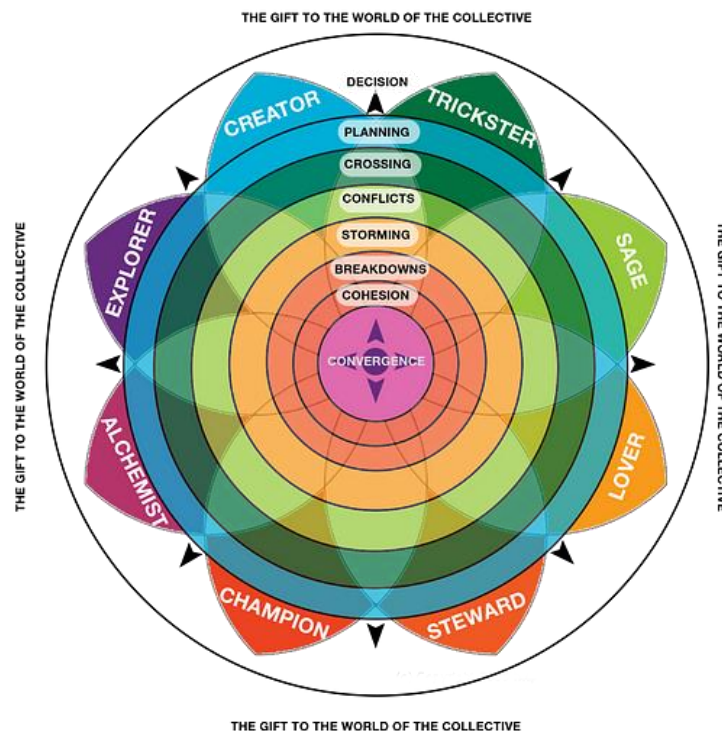 THE GIFT TO THE WORLD OF THE COLLECTIVE
DECISION
CREATOR
TRICKSTER
PLANNING
CROSSING
CONFLICTS
EXPLORER
SAGE
STORMING
BREAKDOWNS
COHESION
CONVERGENCE
THE GIFT TO THE WORLD OF THE COLLECTIVE
THE GIFT TO THE WORLD OF THE COLLECTIVE
ALCHEMIST
LOVER
CHAMPION
STEWARD
THE GIFT TO THE WORLD OF THE COLLECTIVE